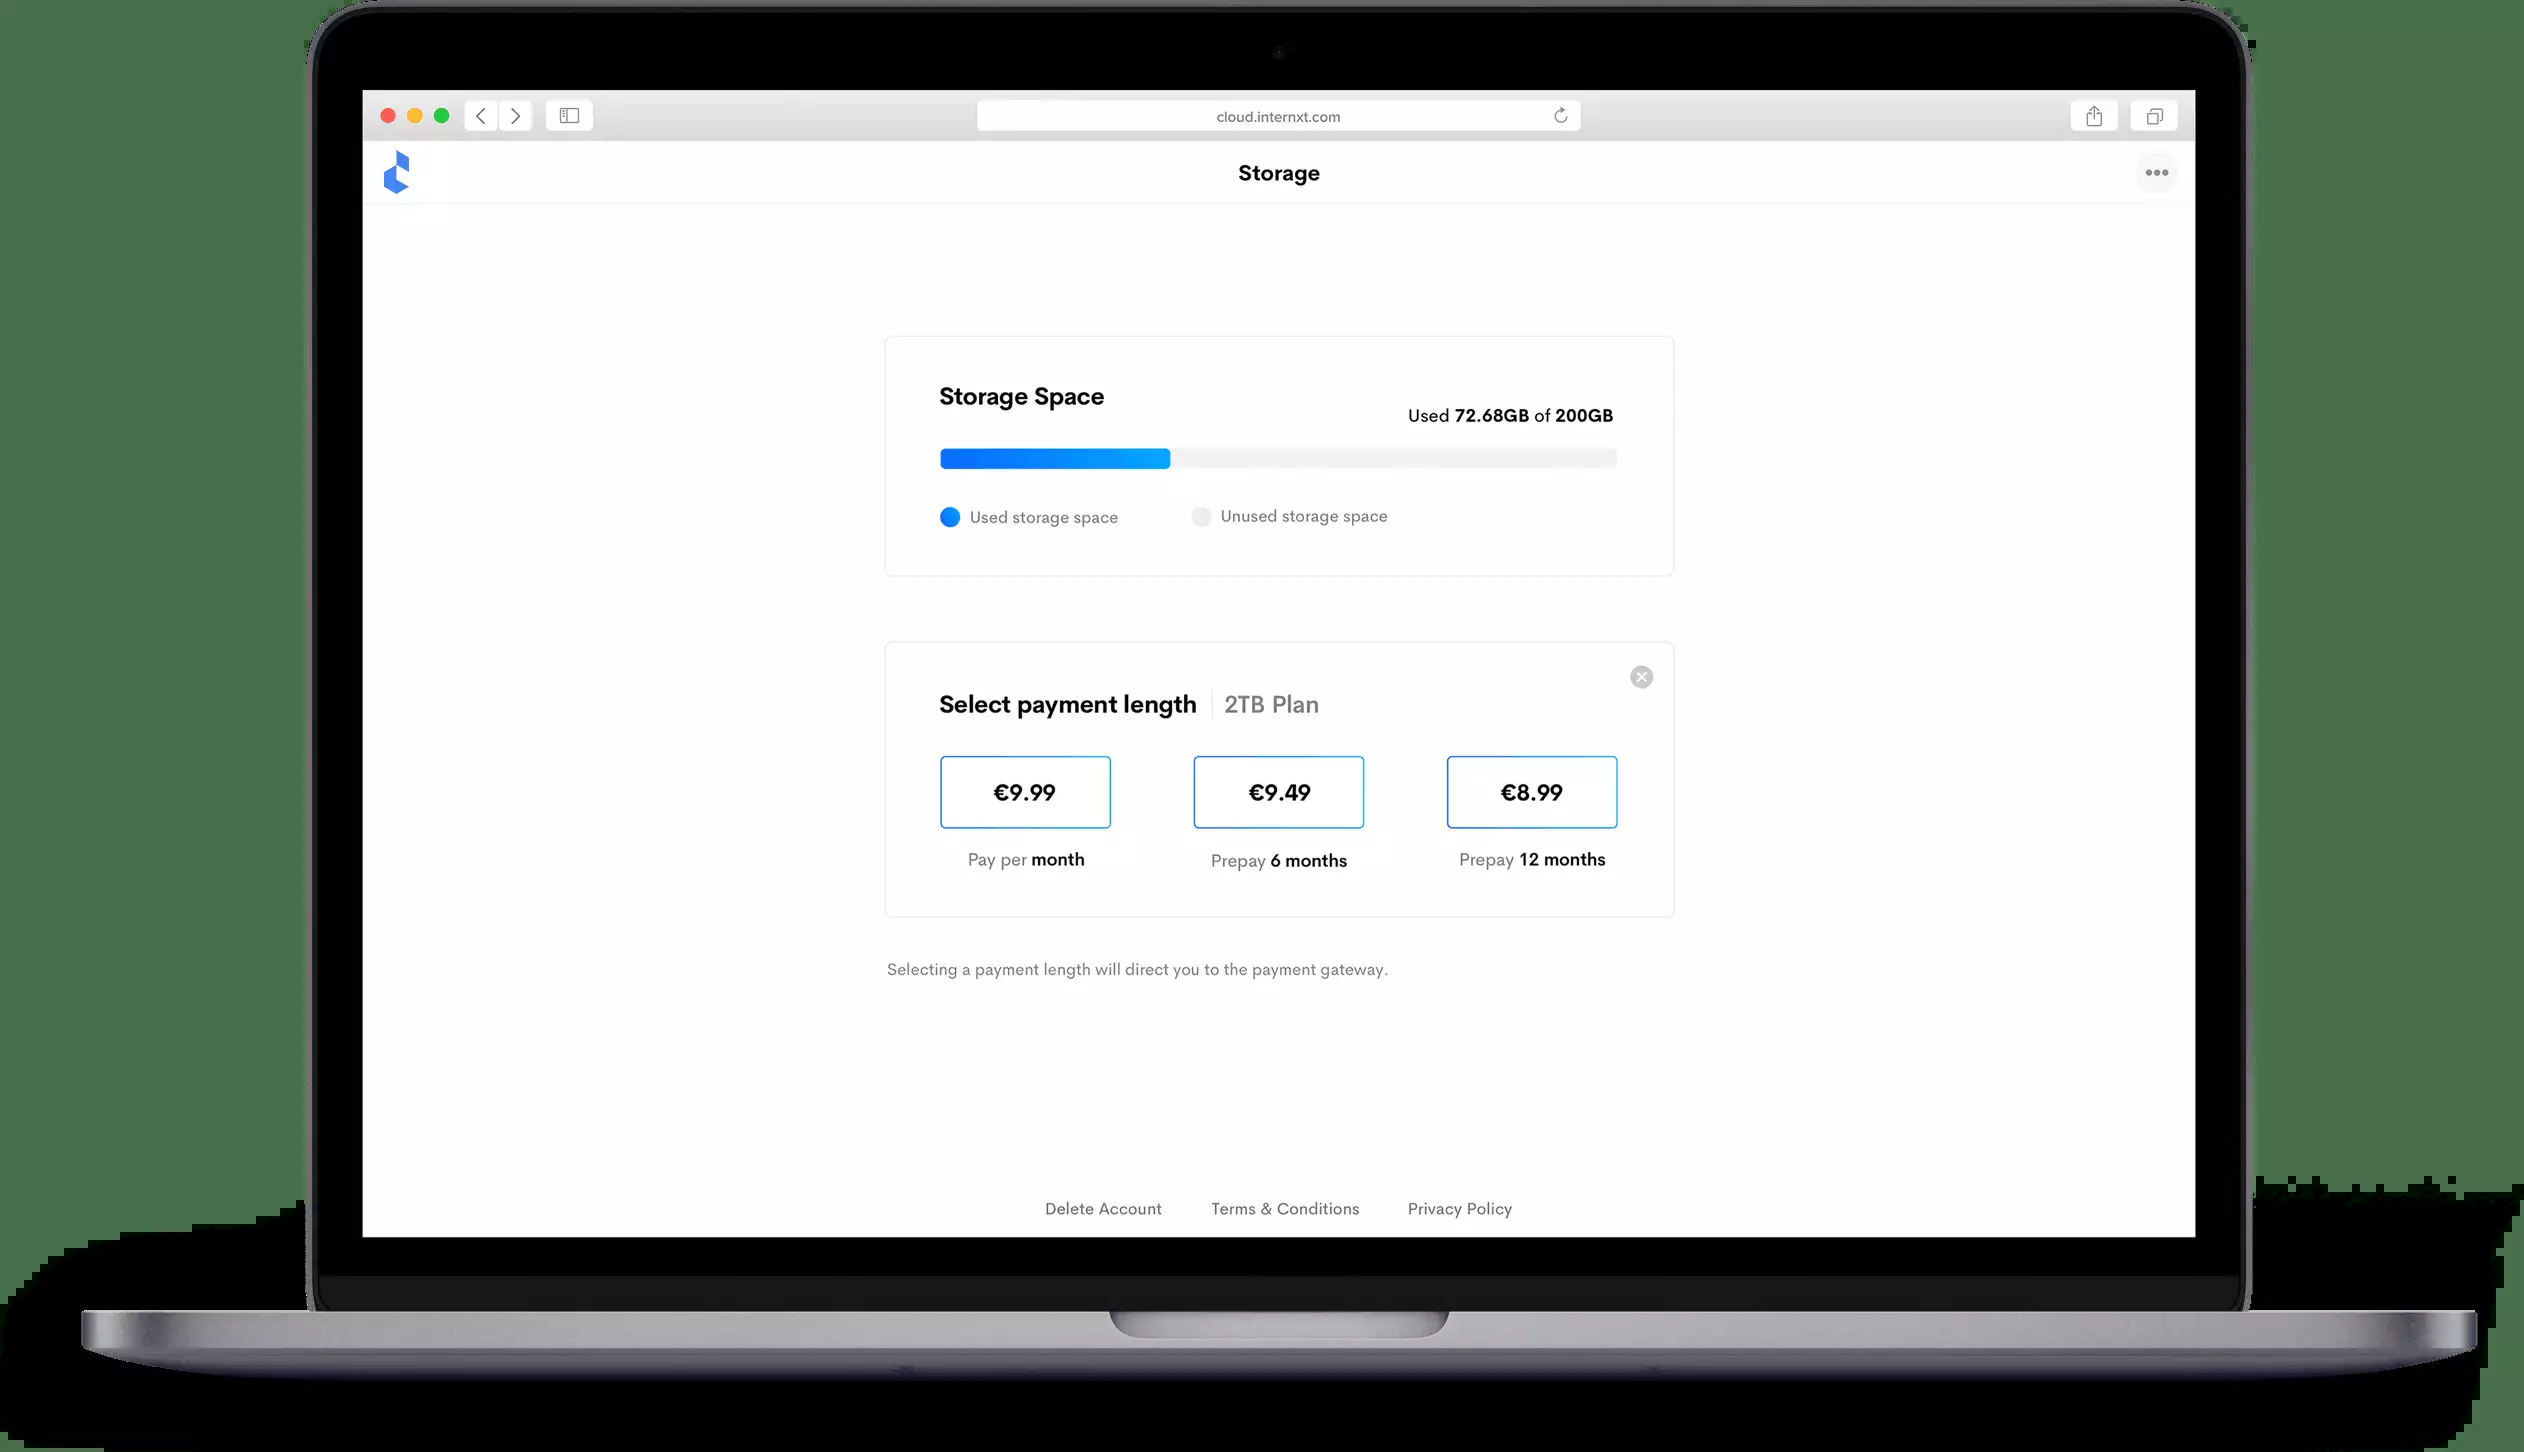 cloud.internxt.com
Storage
Storage Space
Used 72.68GB of 200GB
Used storage space
Unused storage space
Select payment length
2TB Plan
€9.99
€9.49
€8.99
Pay per month
Prepay 6 months
Prepay 12 months
Selecting a payment length will direct you to the payment gateway.
Delete Account
Terms & Conditions
Privacy Policy